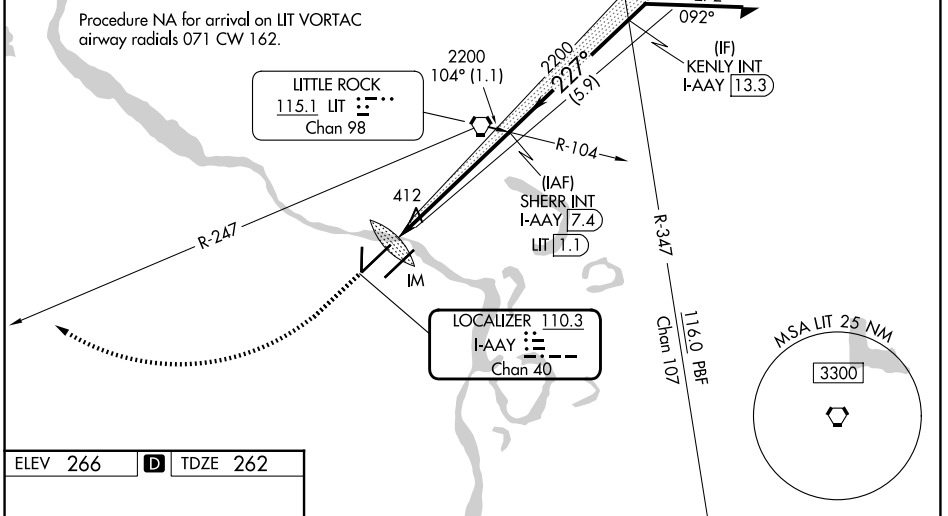 Procedure NA for arrival on LIT VORTAC
airway radials 071 CW 162.
092°
(IF)
KENLY INT
I-AAY 13.3
2200
104° (1.1)
2200
227°
(5.9)
LITTLE ROCK
115.1 LIT
Chan 98
R-104
(IAF)
SHERR INT
I-AAY 7.4
LIT 1.1
412
R-247
R-347
IM
LOCALIZER 110.3
I-AAY
Chan 40
116.0 PBF
Chan 107
MSA LIT 25 NM
3300
ELEV 266
D
TDZE 262